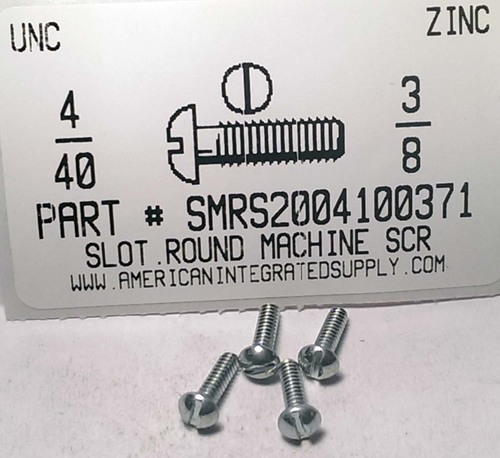 UNC ZINC
4 3
40 8
PART # SMRS2004100371
SLOT.ROUND MACHINE SCR
WWW.AMERICANINTEGRATEDSUPPLY.COM